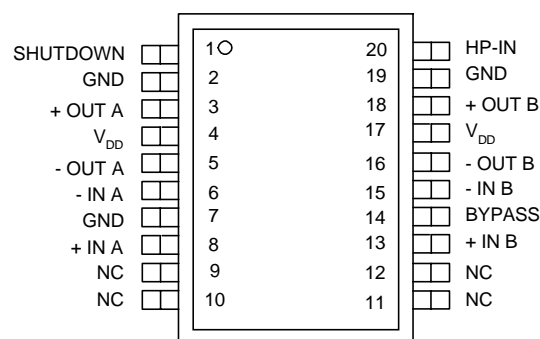 SHUTDOWN 1 20 HP-IN
GND 2 19 GND
+ OUT A 3 18 + OUT B
VDD 4 17 VDD
- OUT A 5 16 - OUT B
- IN A 6 15 - IN B
GND 7 14 BYPASS
+ IN A 8 13 + IN B
NC 9 12 NC
NC 10 11 NC